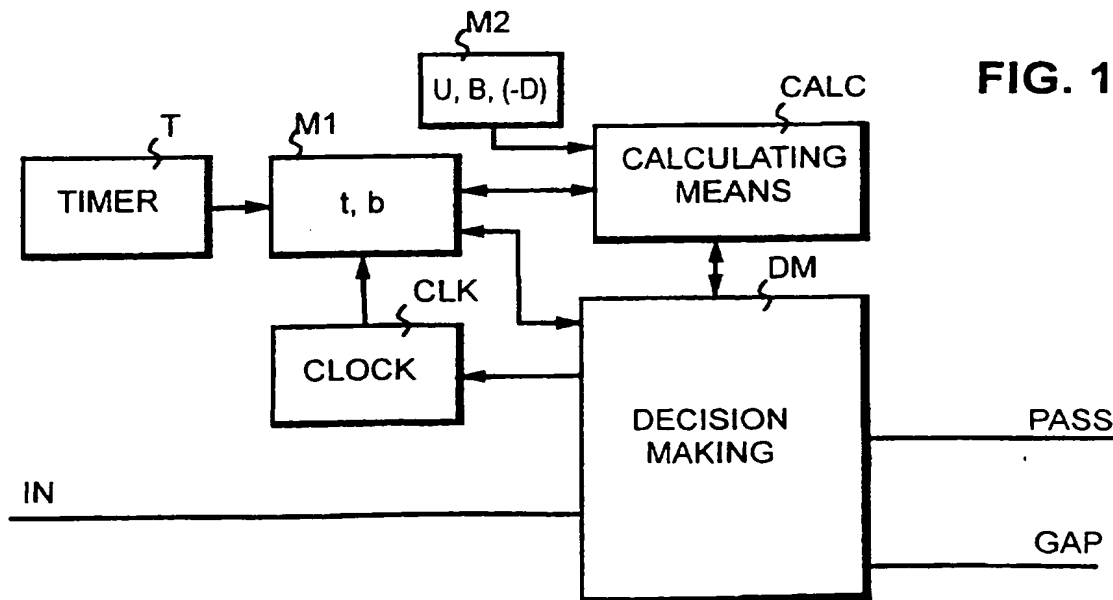 M2
FIG. 1
U, B, (-D)
CALC
T
M1
CALCULATING
MEANS
TIMER
t, b
DM
CLK
CLOCK
DECISION
MAKING
PASS
IN
GAP